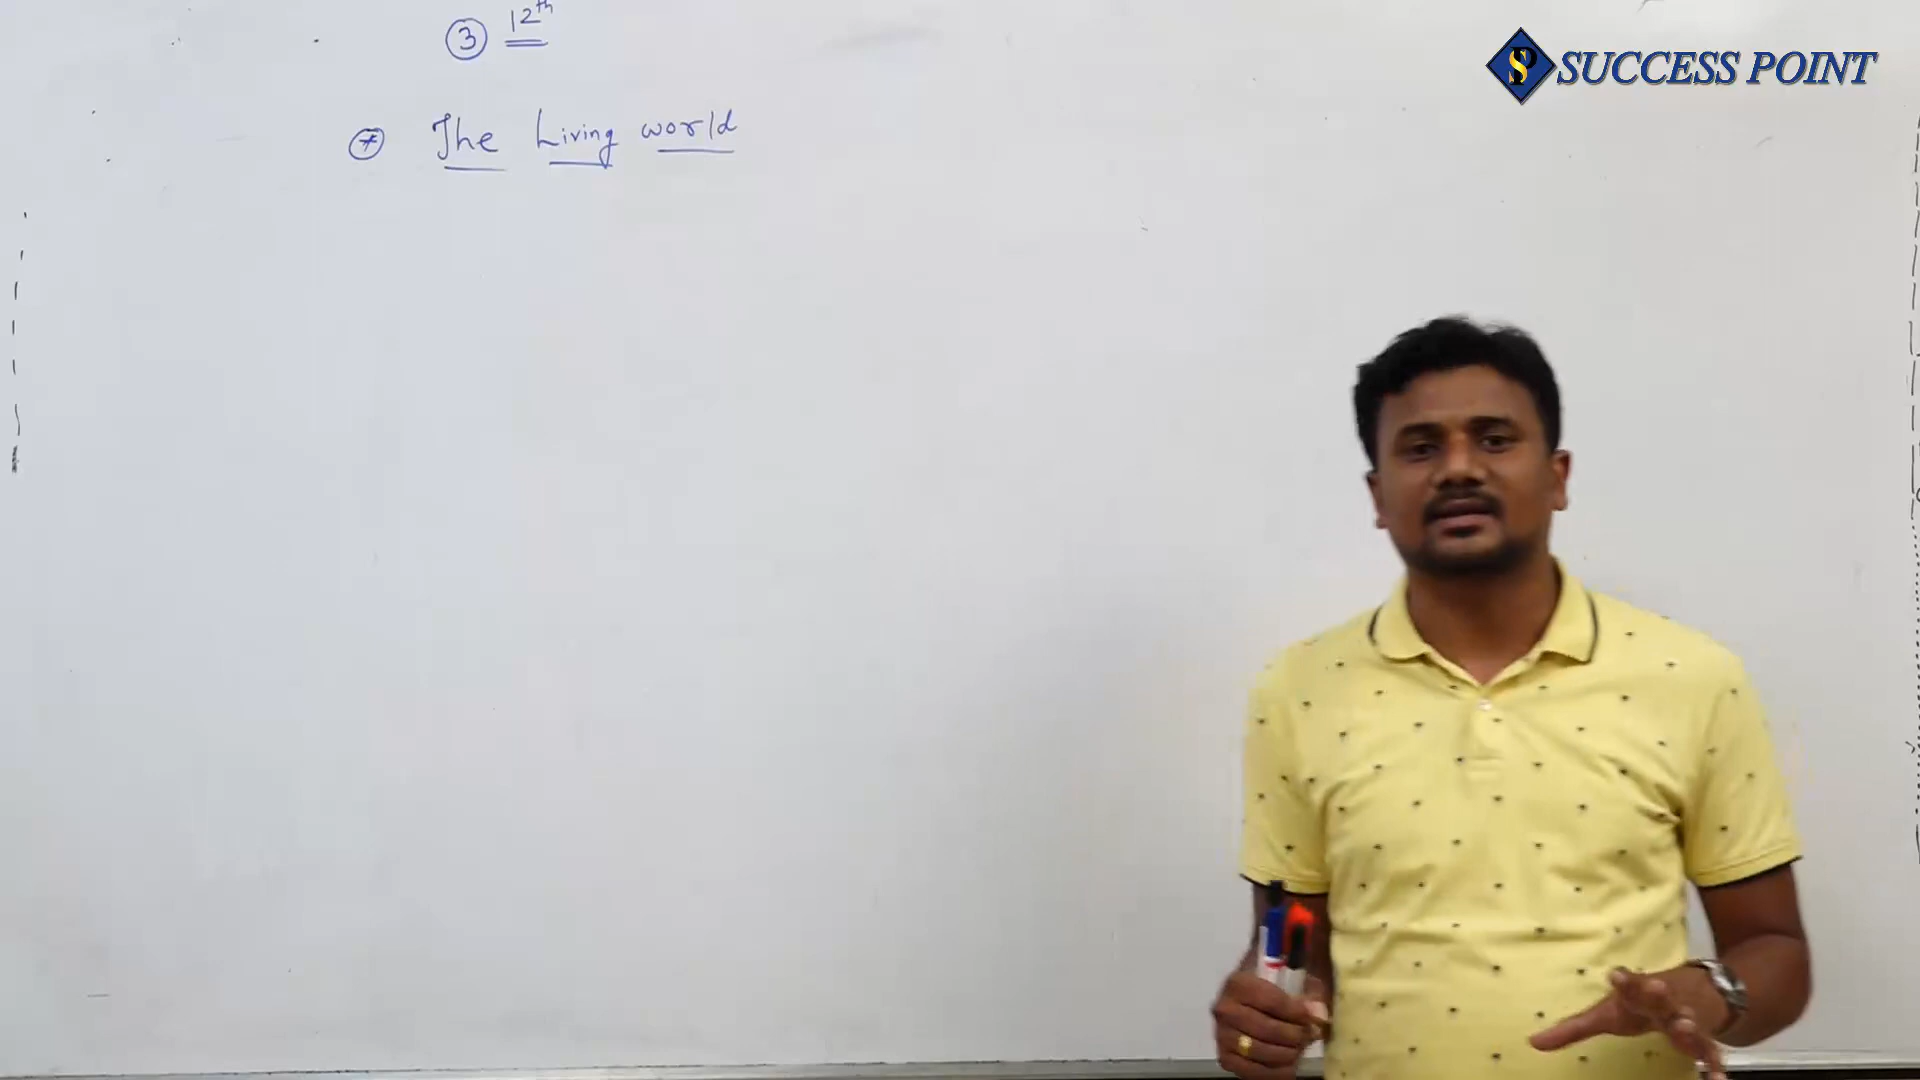 ③ 12th
SUCCESS POINT
* The Living world